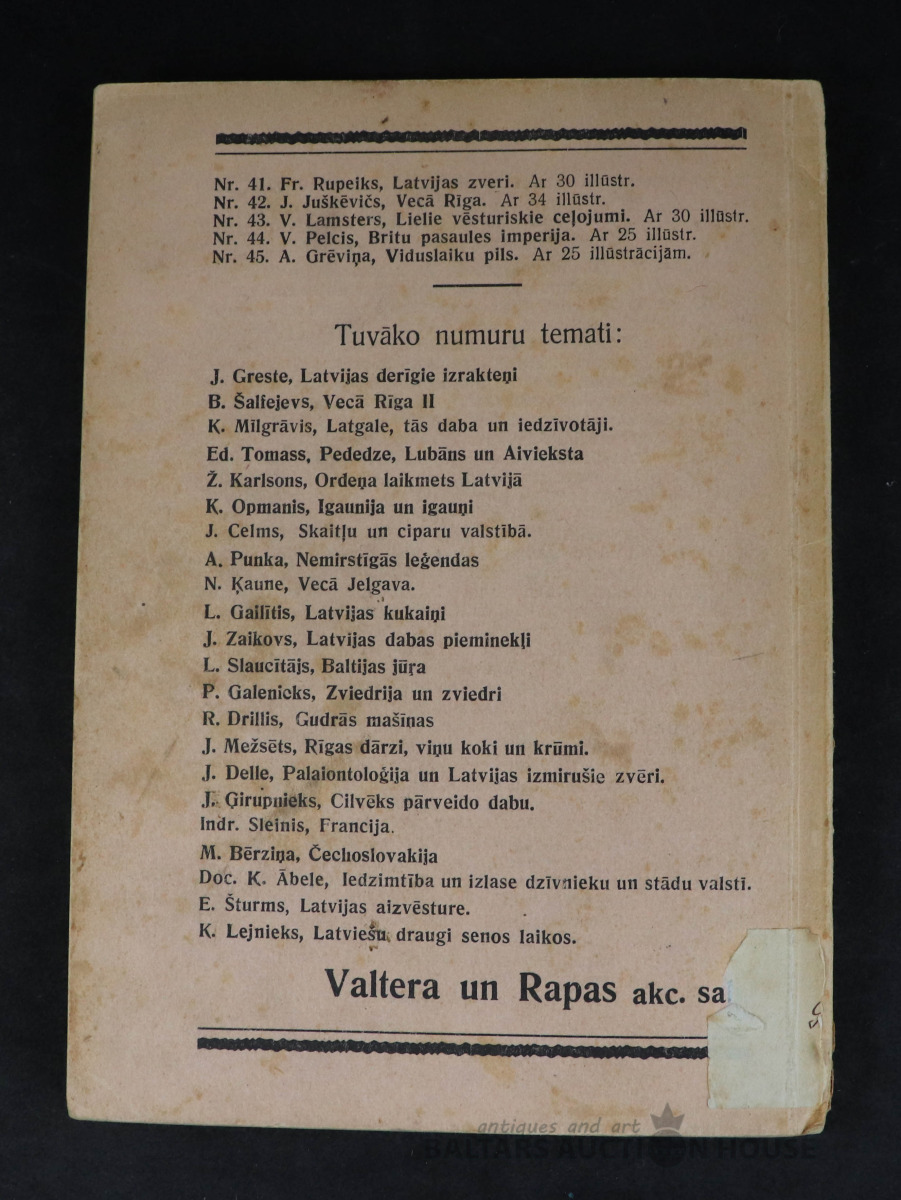 Nr. 41. Fr. Rupeiks, Latvijas zveri. Ar 30 illūstr.
Nr. 42. J. Juškēvičs, Vecā Rīga. Ar 34 illūstr.
Nr. 43. V. Lamsters, Lielie vēsturiskie ceļojumi. Ar 30 illūstr.
Nr. 44. V. Pelcis, Britu pasaules imperija. Ar 25 illūstr.
Nr. 45. A. Grēviņa, Viduslaiku pils. Ar 25 illūstrācijām.
Tuvāko numuru temati:
J. Greste, Latvijas derīgie izrakteņi
B. Šalfejevs, Vecā Rīga II
K. Milgrāvis, Latgale, tās daba un iedzīvotāji.
Ed. Tomass, Pededze, Lubāns un Aivieksta
Ž. Karlsons, Ordeņa laikmets Latvijā
K. Opmanis, Igaunija un igauņi
J. Celms, Skaitļu un ciparu valstībā.
A. Punka, Nemirstīgās leģendas
N. Ķaune, Vecā Jelgava.
L. Gailītis, Latvijas kukaiņi
J. Zaikovs, Latvijas dabas pieminekļi
L. Slaucītājs, Baltijas jūra
P. Galenieks, Zviedrija un zviedri
R. Drillis, Gudrās mašīnas
J. Mežsēts, Rīgas dārzi, viņu koki un krūmi.
J. Delle, Palaiontoloģija un Latvijas izmirušie zvēri.
J. Ģirupnieks, Cilvēks pārveido dabu.
Indr. Sleinis, Francija.
M. Bērziņa, Čechoslovakija
Doc. K. Ābele, Iedzimtība un izlase dzīvnieku un stādu valstī.
E. Šturms, Latvijas aizvēsture.
K. Lejnieks, Latviešu draugi senos laikos.
Valtera un Rapas akc. sa
antiques and art
BALTARS AUCTION HOUSE